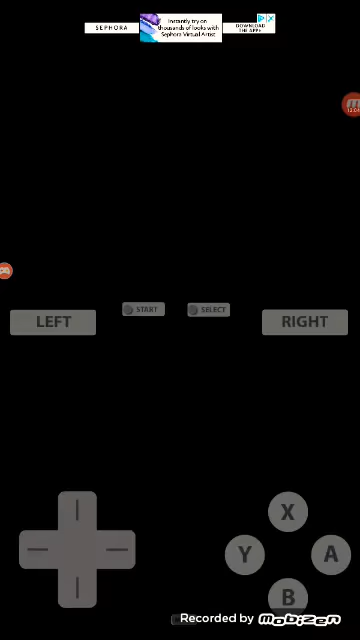 SEPHORA
Instantly try on
thousands of looks with
Sephora Virtual Artist
DOWNLOAD
THE APP>
START
SELECT
LEFT
RIGHT
X
Y
A
B
Recorded by mobizen